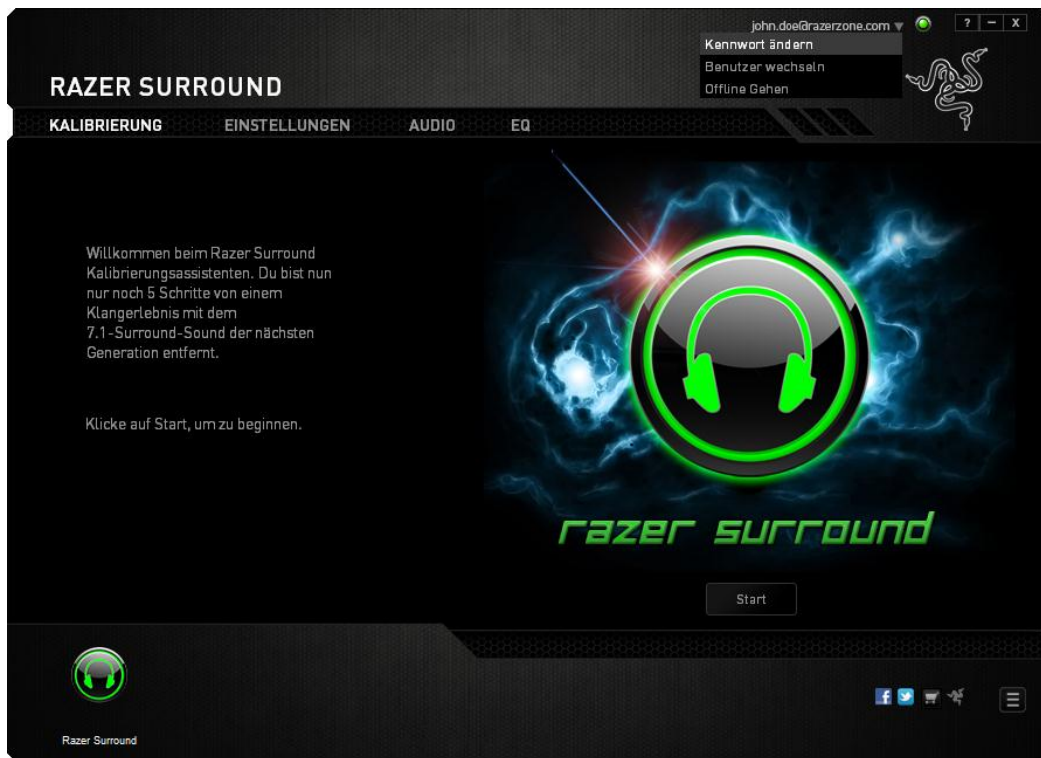 john.doe@razerzone.com
? – X
Kennwort ändern
Benutzer wechseln
Offline Gehen
RAZER SURROUND
KALIBRIERUNG EINSTELLUNGEN AUDIO EQ
Willkommen beim Razer Surround
Kalibrierungsassistenten. Du bist nun
nur noch 5 Schritte von einem
Klangerlebnis mit dem
7.1-Surround-Sound der nächsten
Generation entfernt.
Klicke auf Start, um zu beginnen.
razer surround
Start
Razer Surround